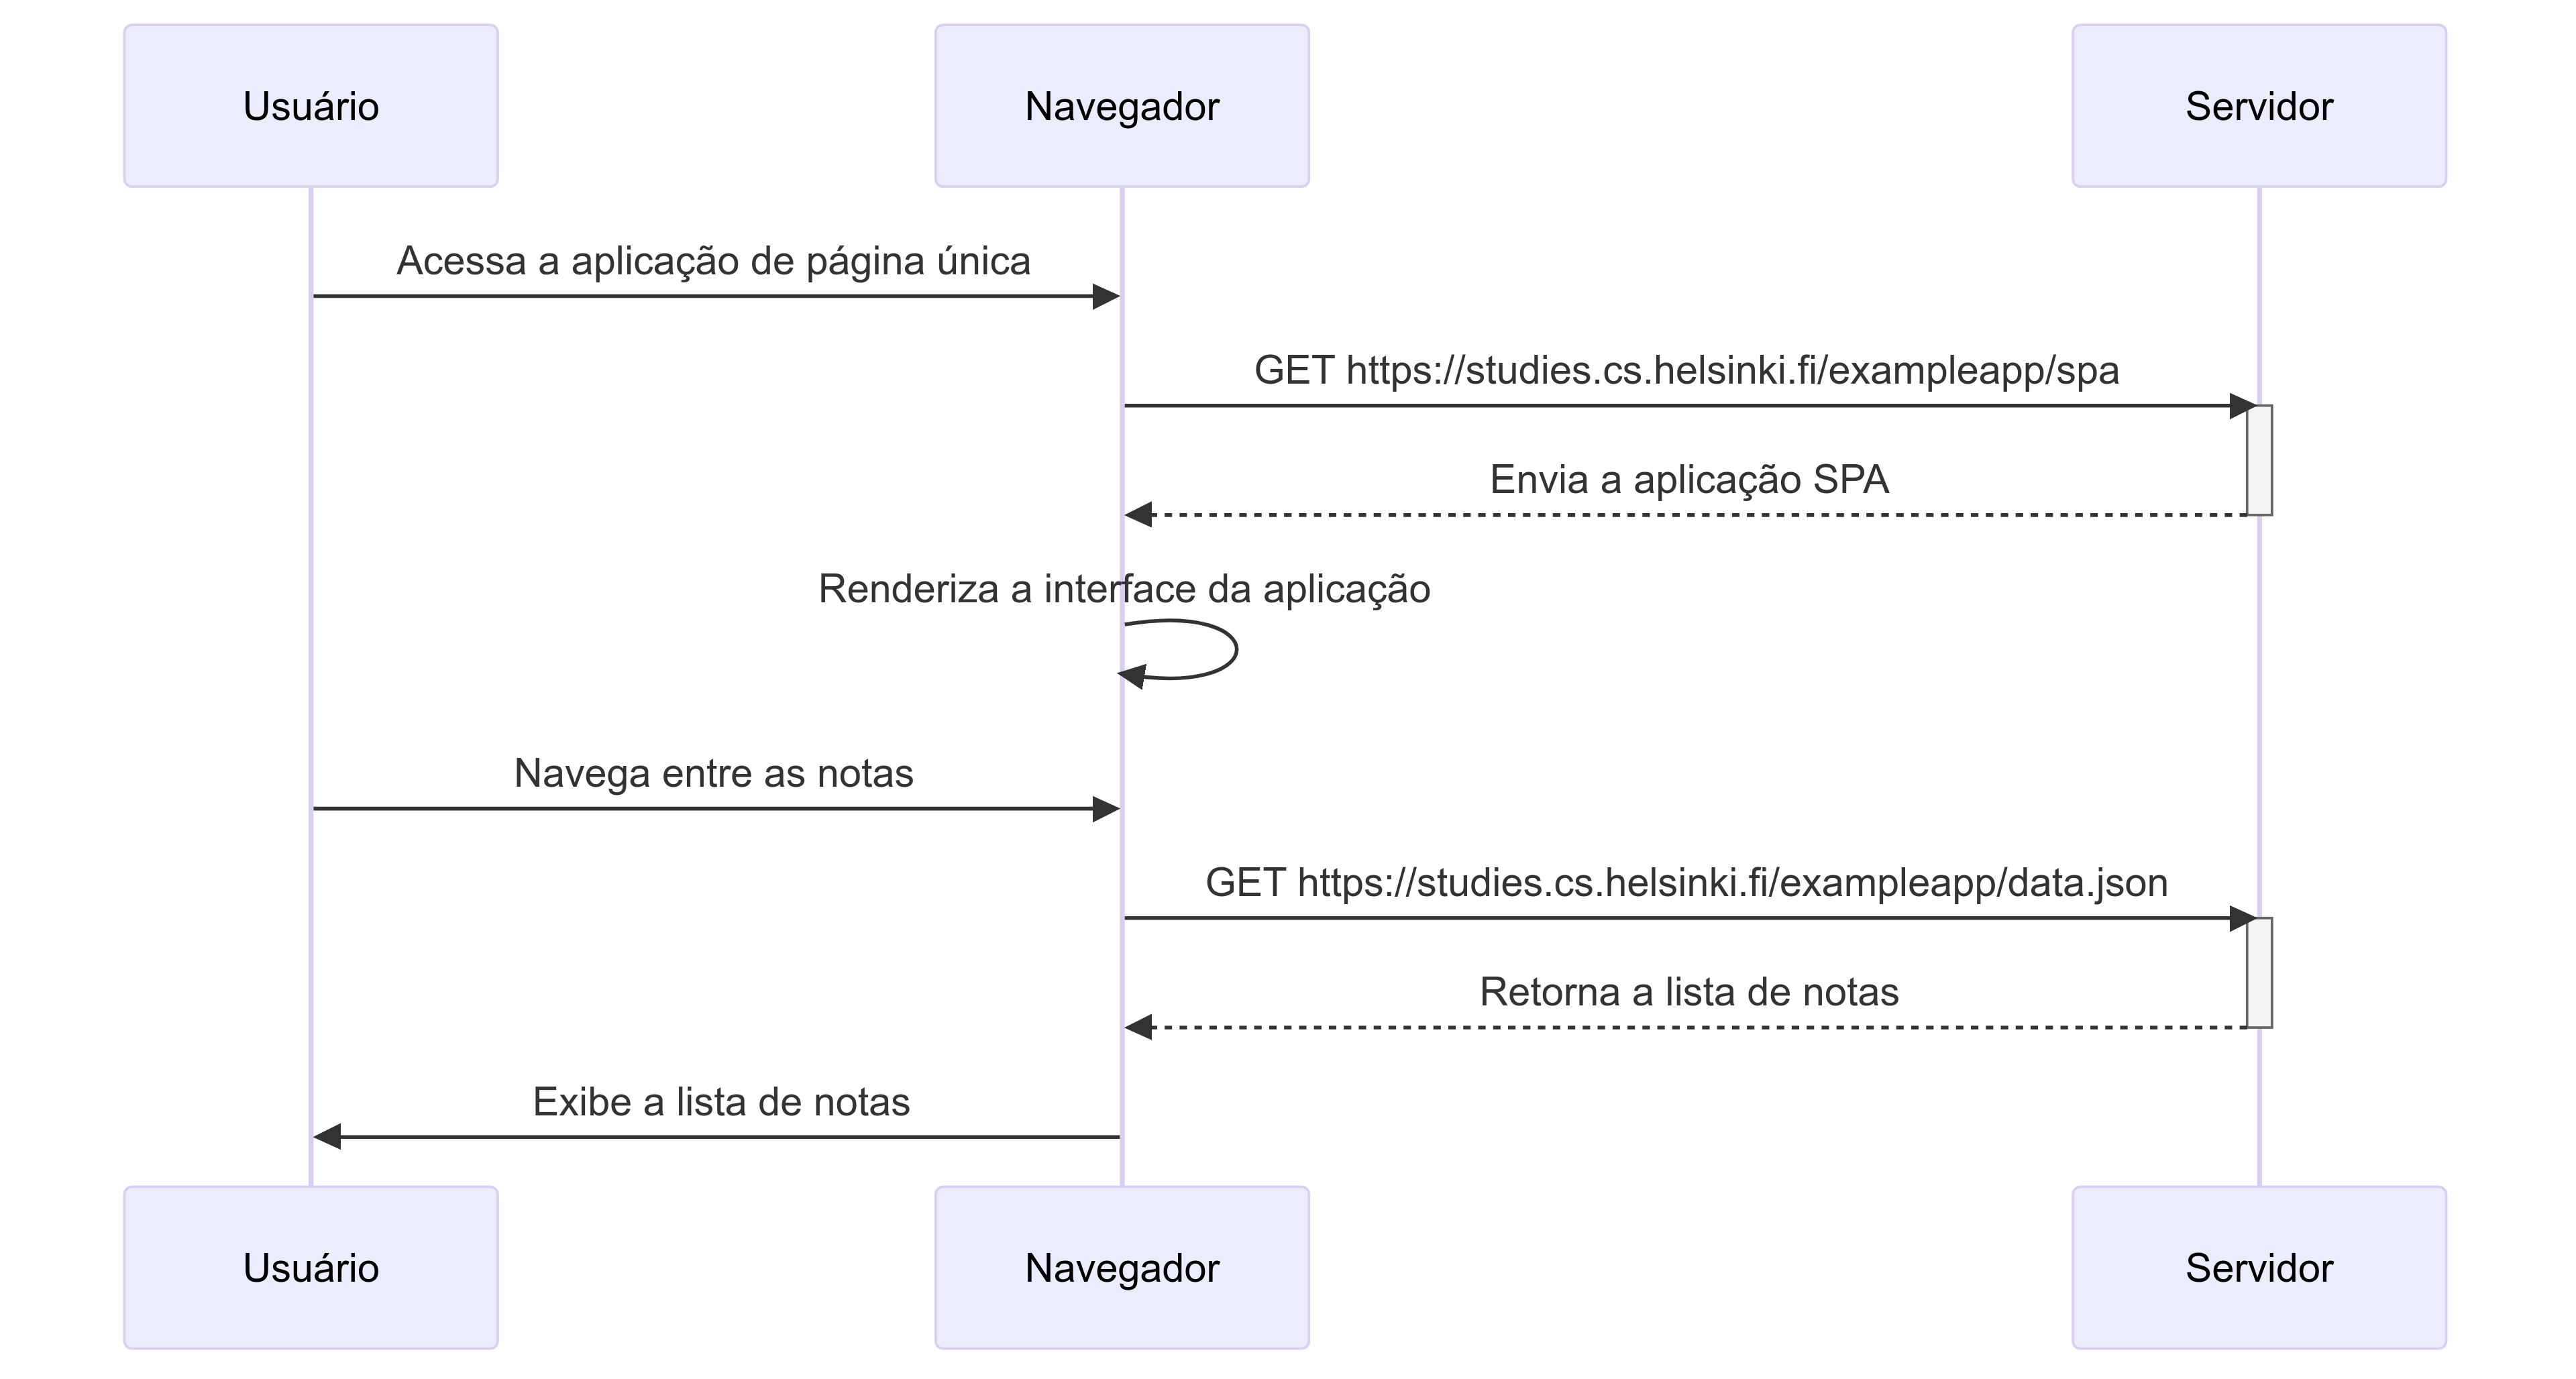 Usuário
Navegador
Servidor
Acessa a aplicação de página única
GET https://studies.cs.helsinki.fi/exampleapp/spa
Envia a aplicação SPA
Renderiza a interface da aplicação
Navega entre as notas
GET https://studies.cs.helsinki.fi/exampleapp/data.json
Retorna a lista de notas
Exibe a lista de notas
Usuário
Navegador
Servidor